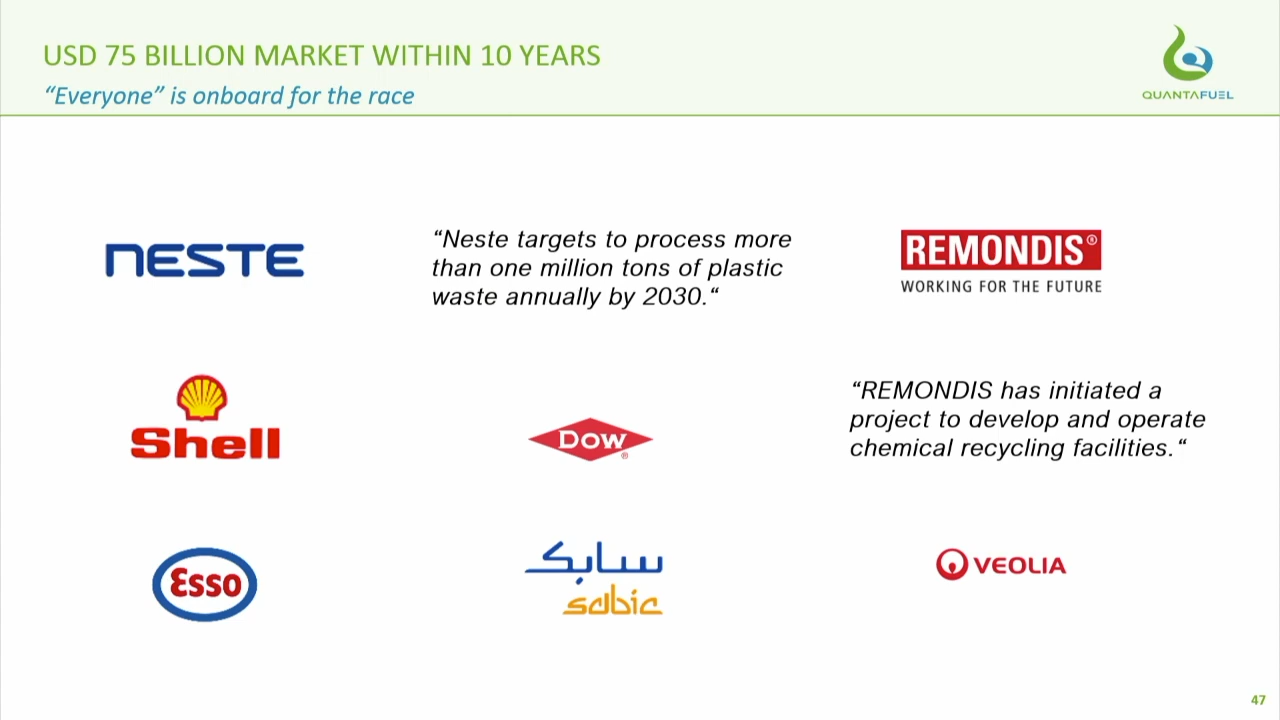 USD 75 BILLION MARKET WITHIN 10 YEARS
“Everyone” is onboard for the race
QUANTAFUEL
NESTE
“Neste targets to process more
than one million tons of plastic
waste annually by 2030.“
REMONDIS®
WORKING FOR THE FUTURE
Shell
DOW®
“REMONDIS has initiated a
project to develop and operate
chemical recycling facilities.“
Esso
سابك
sabic
VEOLIA
47